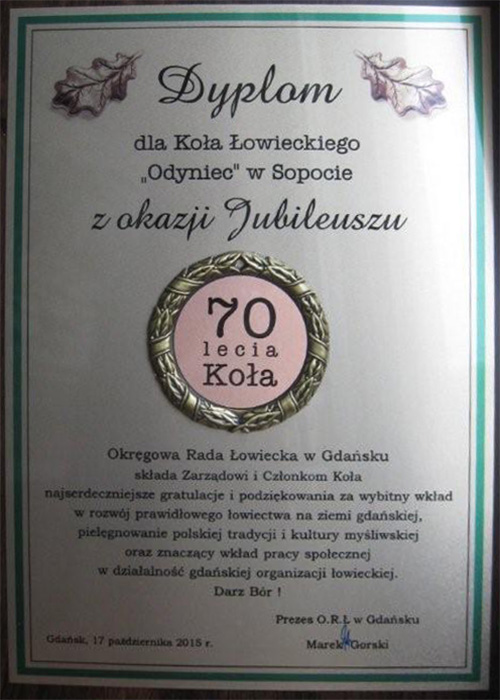 Dyplom
dla Koła Łowieckiego
„Odyniec" w Sopocie
z okazji Jubileuszu
70
lecia
Koła
Okręgowa Rada Łowiecka w Gdańsku
składa Zarządowi i Członkom Koła
najserdeczniejsze gratulacje i podziękowania za wybitny wkład
w rozwój prawidłowego łowiectwa na ziemi gdańskiej,
pielęgnowanie polskiej tradycji i kultury myśliwskiej
oraz znaczący wkład pracy społecznej
w działalność gdańskiej organizacji łowieckiej.
Darz Bór !
Prezes O.R.Ł w Gdańsku
Gdańsk, 17 października 2015 r.
Marek Gorski